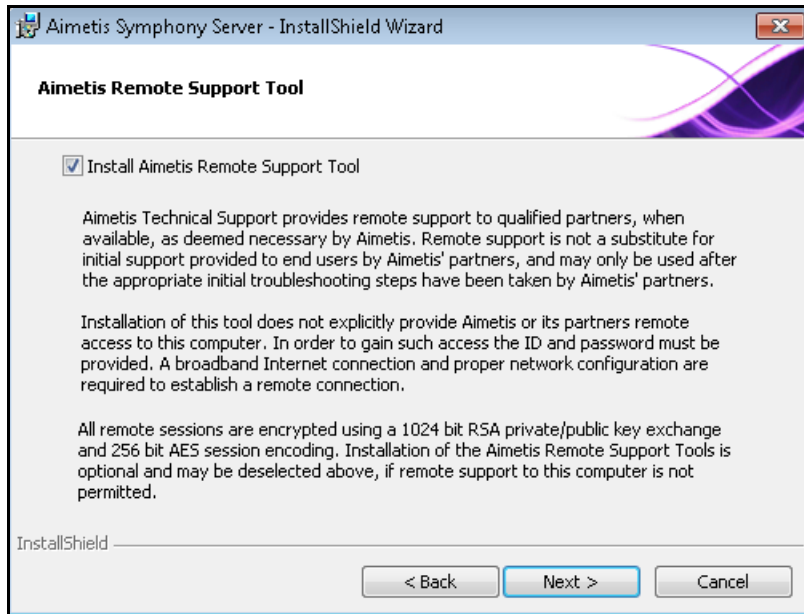 Aimetis Symphony Server - InstallShield Wizard
Aimetis Remote Support Tool
Install Aimetis Remote Support Tool
Aimetis Technical Support provides remote support to qualified partners, when
available, as deemed necessary by Aimetis. Remote support is not a substitute for
initial support provided to end users by Aimetis' partners, and may only be used after
the appropriate initial troubleshooting steps have been taken by Aimetis' partners.
Installation of this tool does not explicitly provide Aimetis or its partners remote
access to this computer. In order to gain such access the ID and password must be
provided. A broadband Internet connection and proper network configuration are
required to establish a remote connection.
All remote sessions are encrypted using a 1024 bit RSA private/public key exchange
and 256 bit AES session encoding. Installation of the Aimetis Remote Support Tools is
optional and may be deselected above, if remote support to this computer is not
permitted.
InstallShield
< Back Next > Cancel